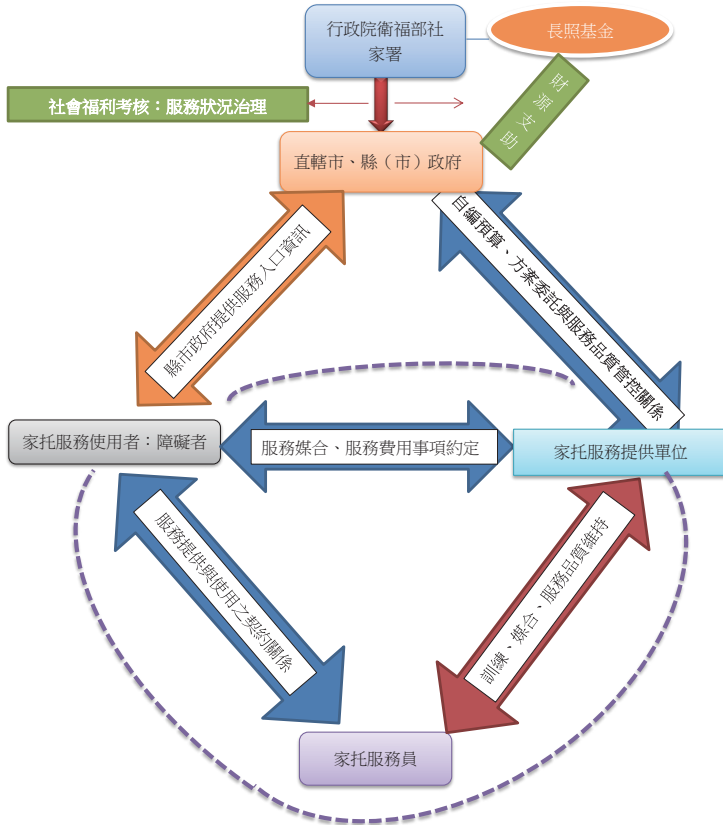 行政院衛福部社
家署
長照基金
社會福利考核：服務狀況治理
財源支助
直轄市、縣（市）政府
自編預算、方案委託與服務品質管控關係
縣市政府提供服務入口資訊
家托服務使用者：障礙者
服務媒合、服務費用事項約定
家托服務提供單位
服務提供與使用之契約關係
訓練、媒合、服務品質維持
家托服務員